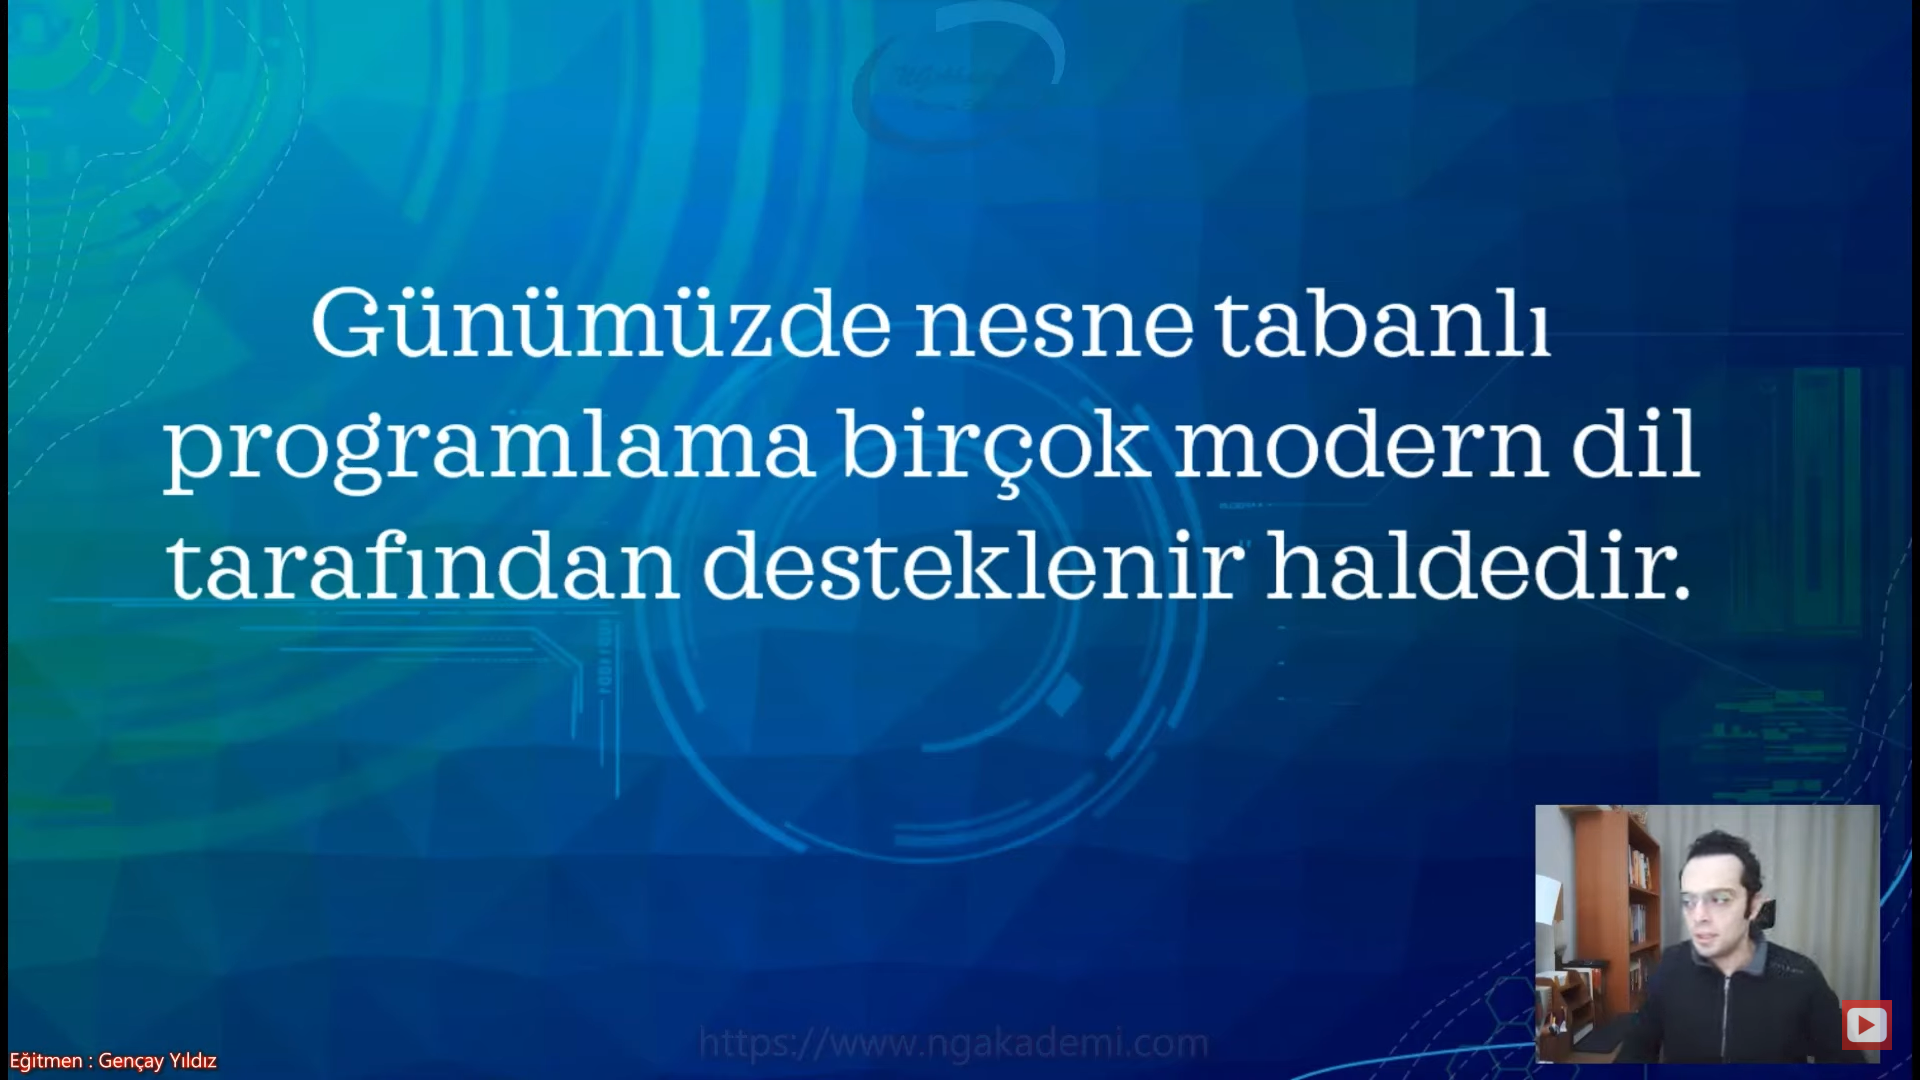 Günümüzde nesne tabanlı
programlama birçok modern dil
tarafından desteklenir haldedir.
https://www.ngakademi.com
Eğitmen : Gençay Yıldız